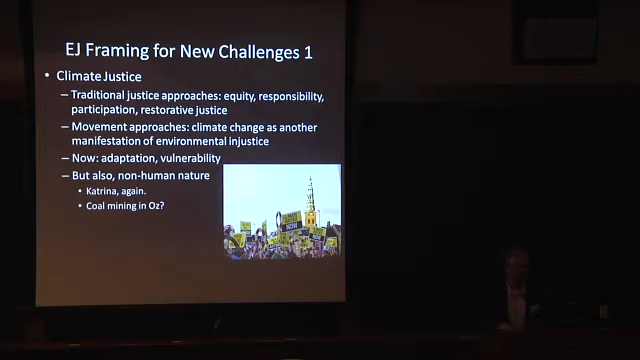 EJ Framing for New Challenges 1
• Climate Justice
– Traditional justice approaches: equity, responsibility,
participation, restorative justice
– Movement approaches: climate change as another
manifestation of environmental injustice
– Now: adaptation, vulnerability
– But also, non-human nature
• Katrina, again.
• Coal mining in Oz?